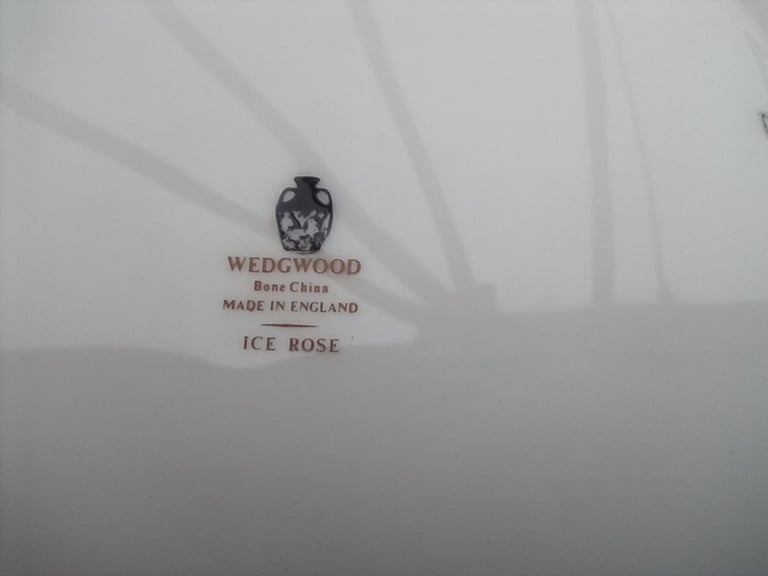 WEDGWOOD
Bone China
MADE IN ENGLAND
ICE ROSE